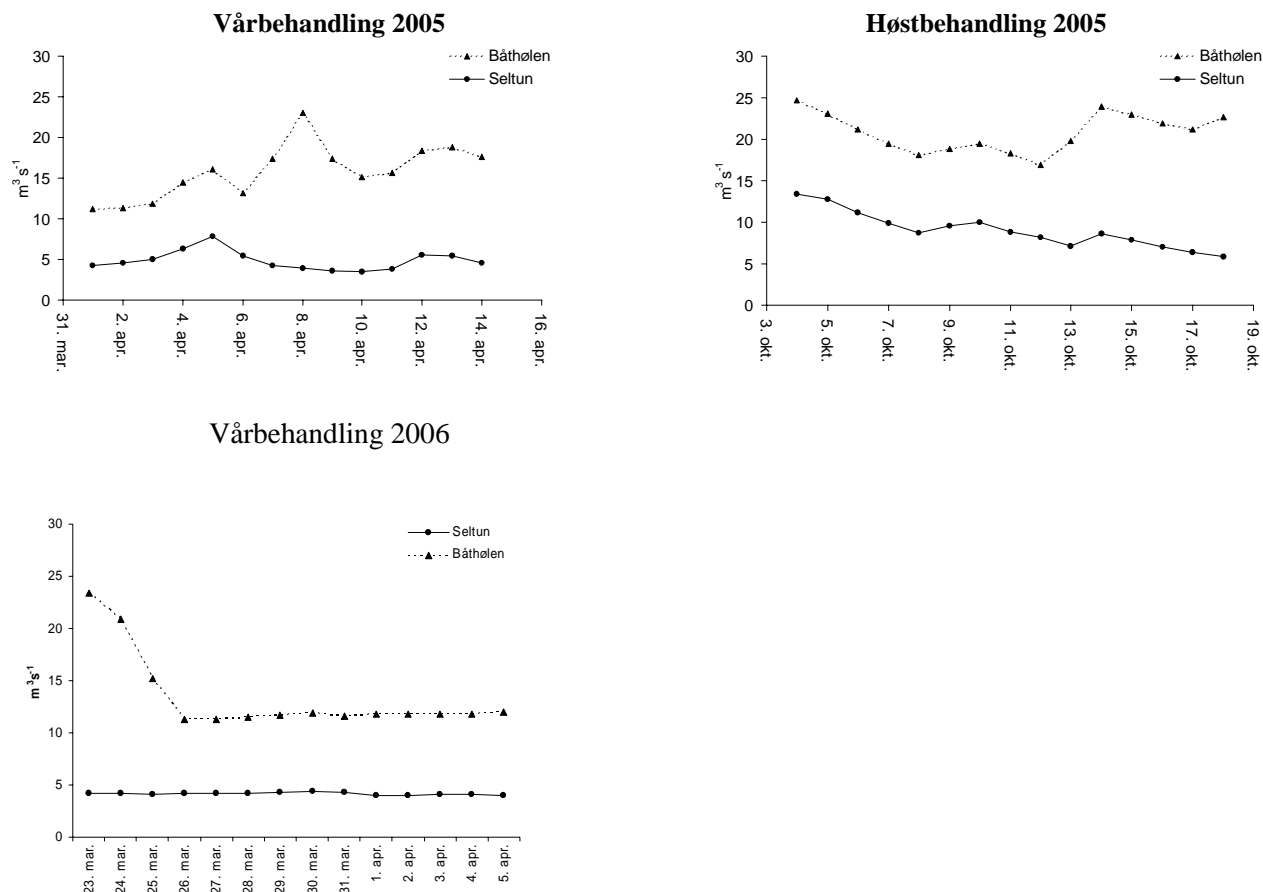 Vårbehandling 2005
30
25
20
15
10
5
0
m³ s⁻¹
Båthølen
Seltun
31. mar.
2. apr.
4. apr.
6. apr.
8. apr.
10. apr.
12. apr.
14. apr.
16. apr.
Høstbehandling 2005
30
25
20
15
10
5
0
m³ s⁻¹
Båthølen
Seltun
3. okt.
5. okt.
7. okt.
9. okt.
11. okt.
13. okt.
15. okt.
17. okt.
19. okt.
Vårbehandling 2006
30
25
20
15
10
5
0
m³s⁻¹
Seltun
Båthølen
23. mar.
24. mar.
25. mar.
26. mar.
27. mar.
28. mar.
29. mar.
30. mar.
31. mar.
1. apr.
2. apr.
3. apr.
4. apr.
5. apr.